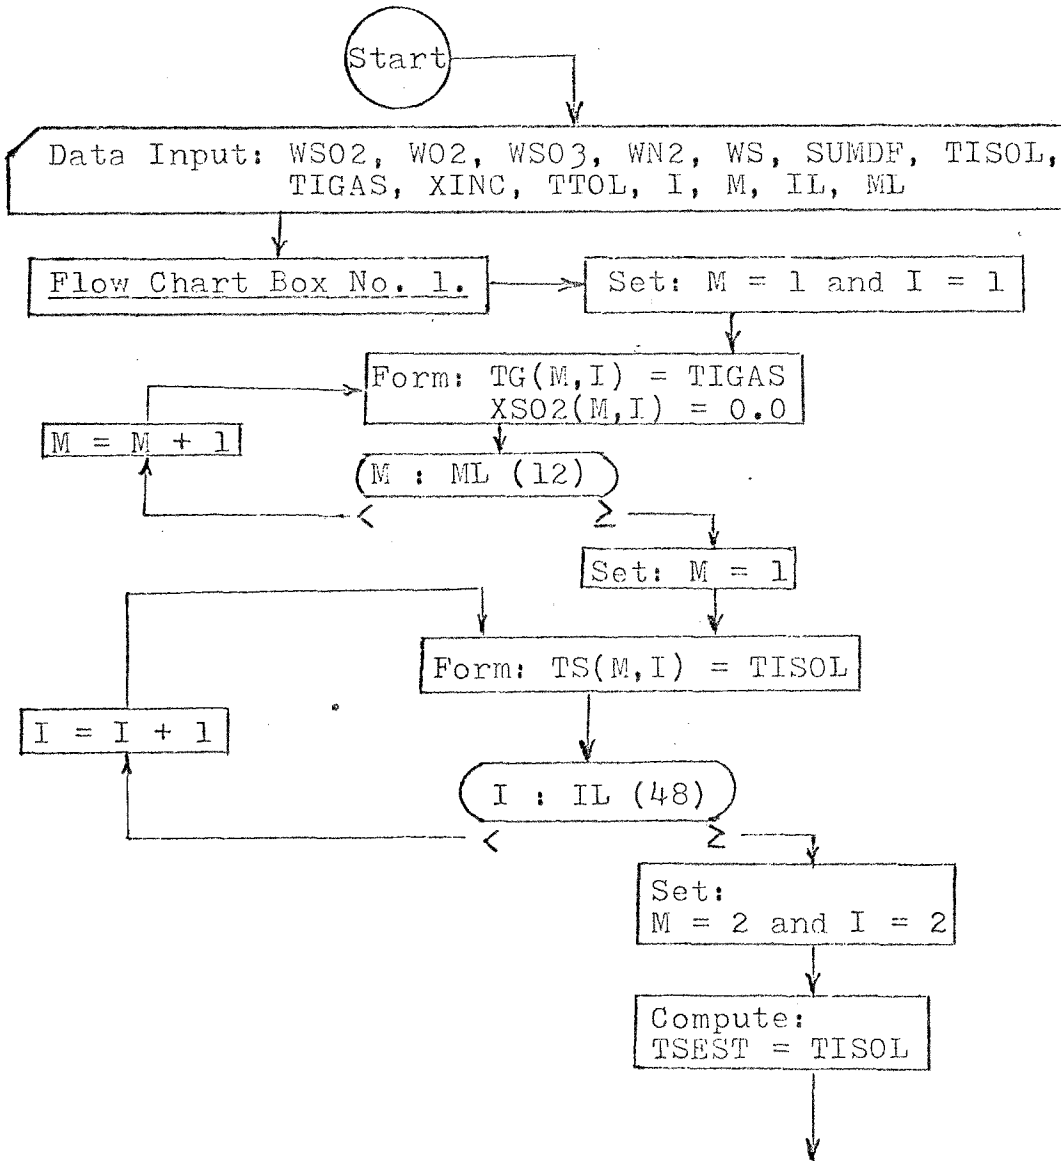 Start
Data Input: WSO2, WO2, WSO3, WN2, WS, SUMDF, TISOL,
TIGAS, XINC, TTOL, I, M, IL, ML
Flow Chart Box No. 1.
Set: M = 1 and I = 1
Form: TG(M,I) = TIGAS
XSO2(M,I) = 0.0
M = M + 1
M : ML (12)
< ≥
Set: M = 1
Form: TS(M,I) = TISOL
I = I + 1
I : IL (48)
< ≥
Set:
M = 2 and I = 2
Compute:
TSEST = TISOL